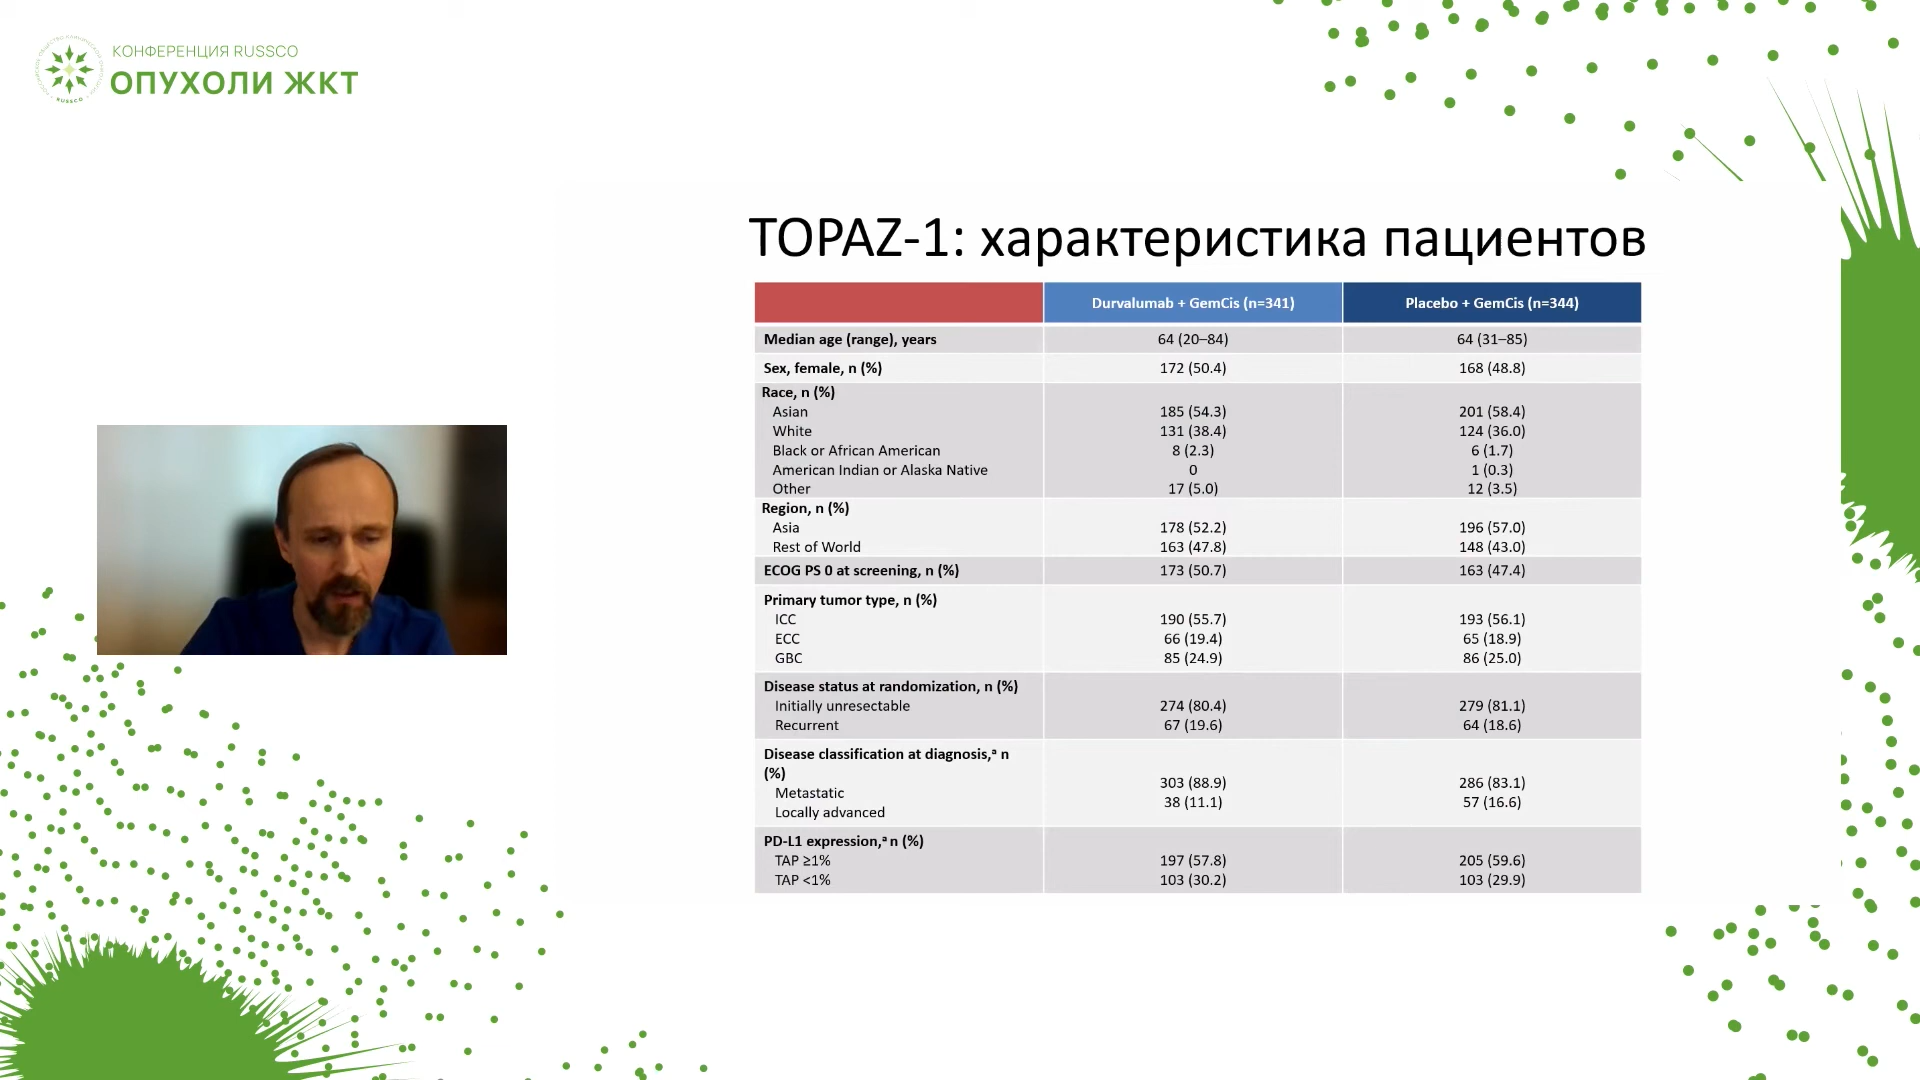 КОНФЕРЕНЦИЯ RUSSCO
ОПУХОЛИ ЖКТ
RUSSCO
TOPAZ-1: характеристика пациентов
Durvalumab + GemCis (n=341) Placebo + GemCis (n=344)
Median age (range), years 64 (20–84) 64 (31–85)
Sex, female, n (%) 172 (50.4) 168 (48.8)
Race, n (%)
Asian 185 (54.3) 201 (58.4)
White 131 (38.4) 124 (36.0)
Black or African American 8 (2.3) 6 (1.7)
American Indian or Alaska Native 0 1 (0.3)
Other 17 (5.0) 12 (3.5)
Region, n (%)
Asia 178 (52.2) 196 (57.0)
Rest of World 163 (47.8) 148 (43.0)
ECOG PS 0 at screening, n (%) 173 (50.7) 163 (47.4)
Primary tumor type, n (%)
ICC 190 (55.7) 193 (56.1)
ECC 66 (19.4) 65 (18.9)
GBC 85 (24.9) 86 (25.0)
Disease status at randomization, n (%)
Initially unresectable 274 (80.4) 279 (81.1)
Recurrent 67 (19.6) 64 (18.6)
Disease classification at diagnosis,ª n
(%)
Metastatic 303 (88.9) 286 (83.1)
Locally advanced 38 (11.1) 57 (16.6)
PD-L1 expression,ª n (%)
TAP ≥1% 197 (57.8) 205 (59.6)
TAP <1% 103 (30.2) 103 (29.9)